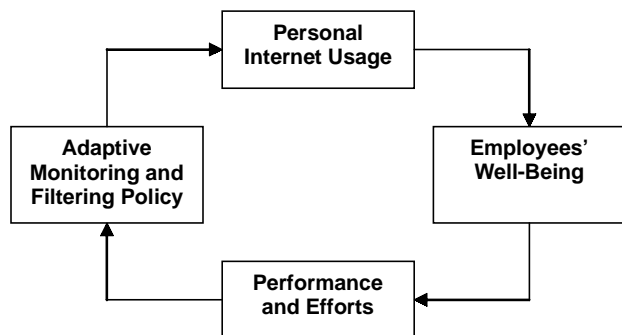 Personal
Internet Usage
Adaptive
Monitoring and
Filtering Policy
Employees’
Well-Being
Performance
and Efforts